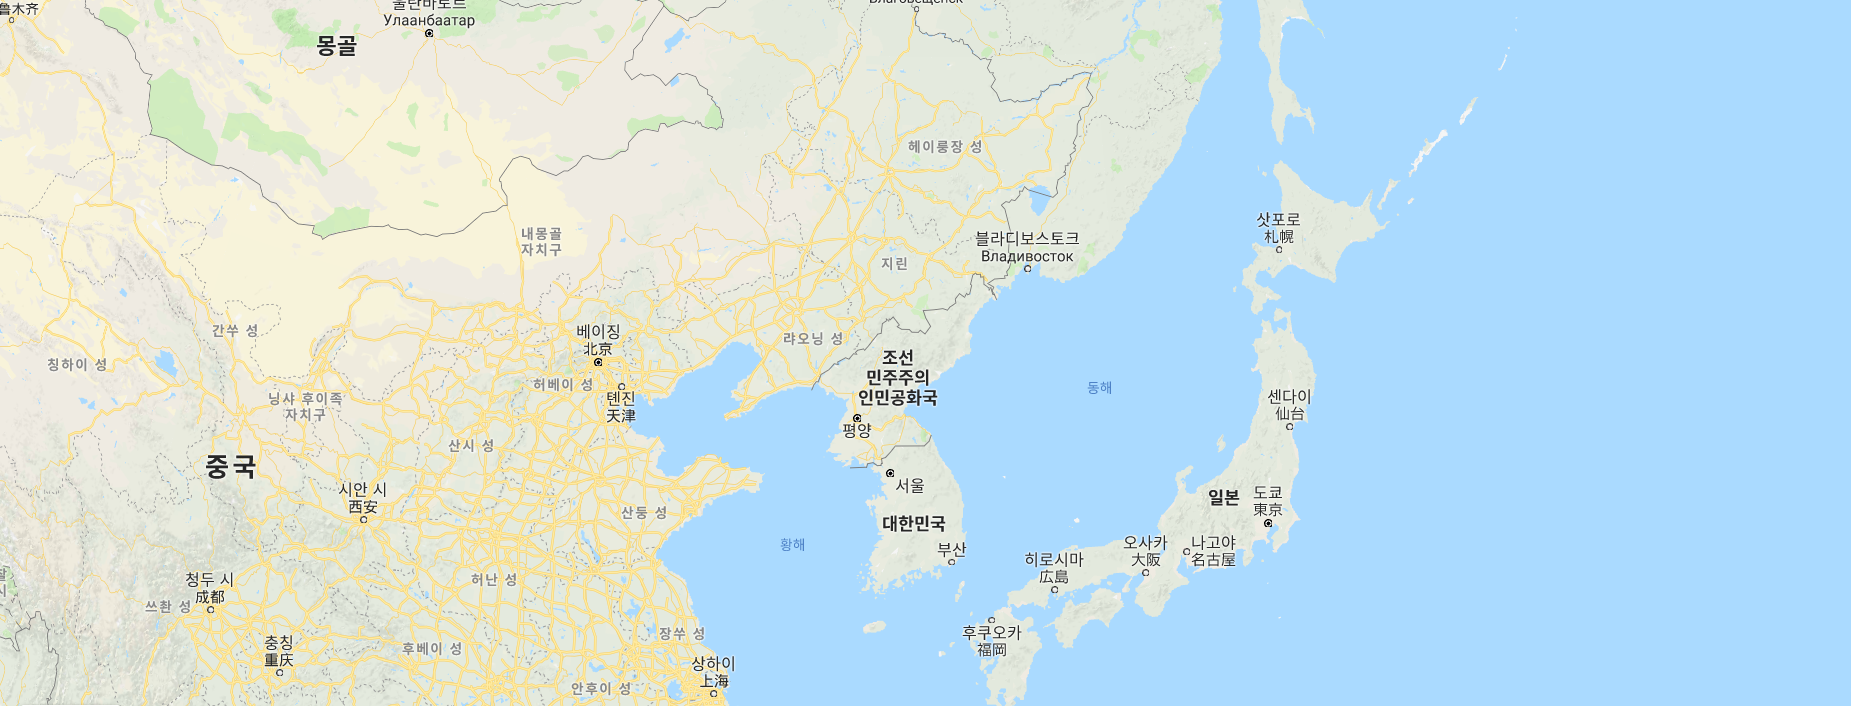 鲁木齐
울란바토르
Улаанбаатар
몽골
Благовещенск
헤이룽장 성
내몽골
자치구
블라디보스토크
Владивосток
삿포로
札幌
지린
간쑤 성
베이징
北京
랴오닝 성
칭하이 성
조선
민주주의
인민공화국
허베이 성
닝샤 후이족
자치구
톈진
天津
동해
센다이
仙台
평양
산시 성
중국
서울
시안 시
西安
산둥 성
일본
도쿄
東京
대한민국
황해
부산
히로시마
広島
오사카
大阪
나고야
名古屋
청두 시
成都
허난 성
쓰촨 성
충칭
重庆
후베이 성
장쑤 성
후쿠오카
福岡
상하이
上海
안후이 성